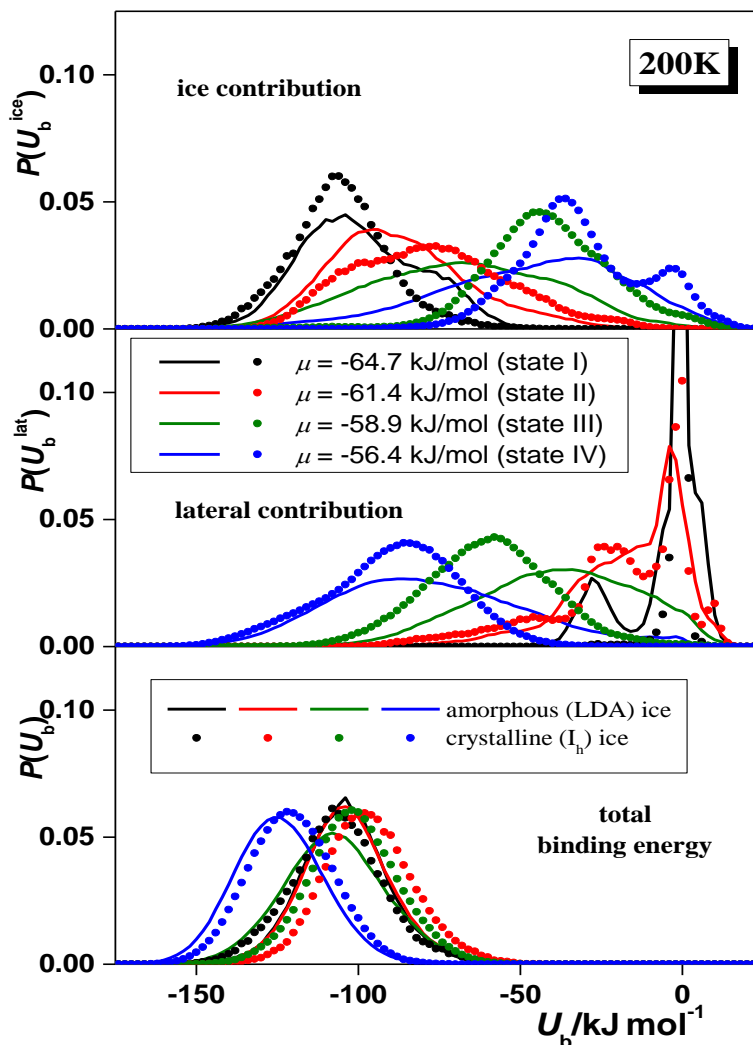 200K
ice contribution
P(U_b^ice)
0.10
0.05
0.00
μ = -64.7 kJ/mol (state I)
μ = -61.4 kJ/mol (state II)
μ = -58.9 kJ/mol (state III)
μ = -56.4 kJ/mol (state IV)
P(U_b^lat)
0.10
0.05
0.00
lateral contribution
amorphous (LDA) ice
crystalline (I_h) ice
P(U_b)
0.10
0.05
0.00
total
binding energy
-150 -100 -50 0
U_b/kJ mol^-1